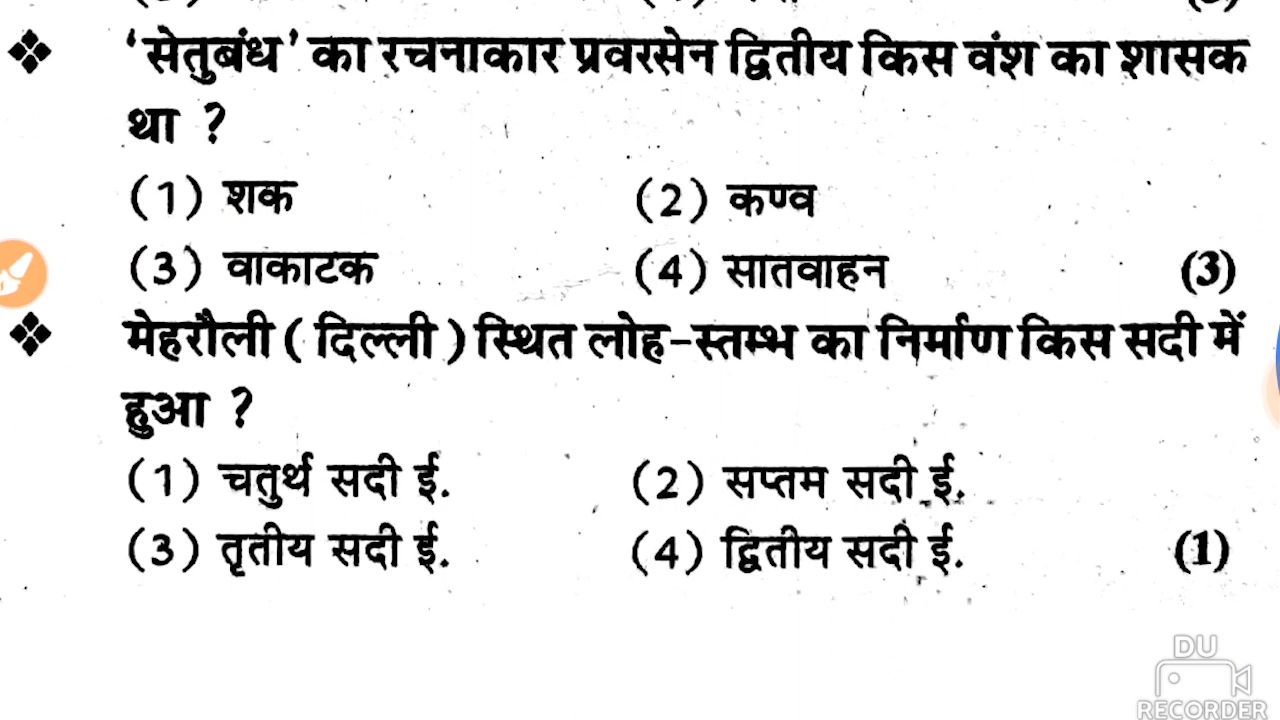 ❖ 'सेतुबंध' का रचनाकार प्रवरसेन द्वितीय किस वंश का शासक
था ?
(1) शक (2) कण्व
(3) वाकाटक (4) सातवाहन (3)
❖ मेहरौली ( दिल्ली ) स्थित लोह-स्तम्भ का निर्माण किस सदी में
हुआ ?
(1) चतुर्थ सदी ई. (2) सप्तम सदी ई.
(3) तृतीय सदी ई. (4) द्वितीय सदी ई. (1)
DU
RECORDER